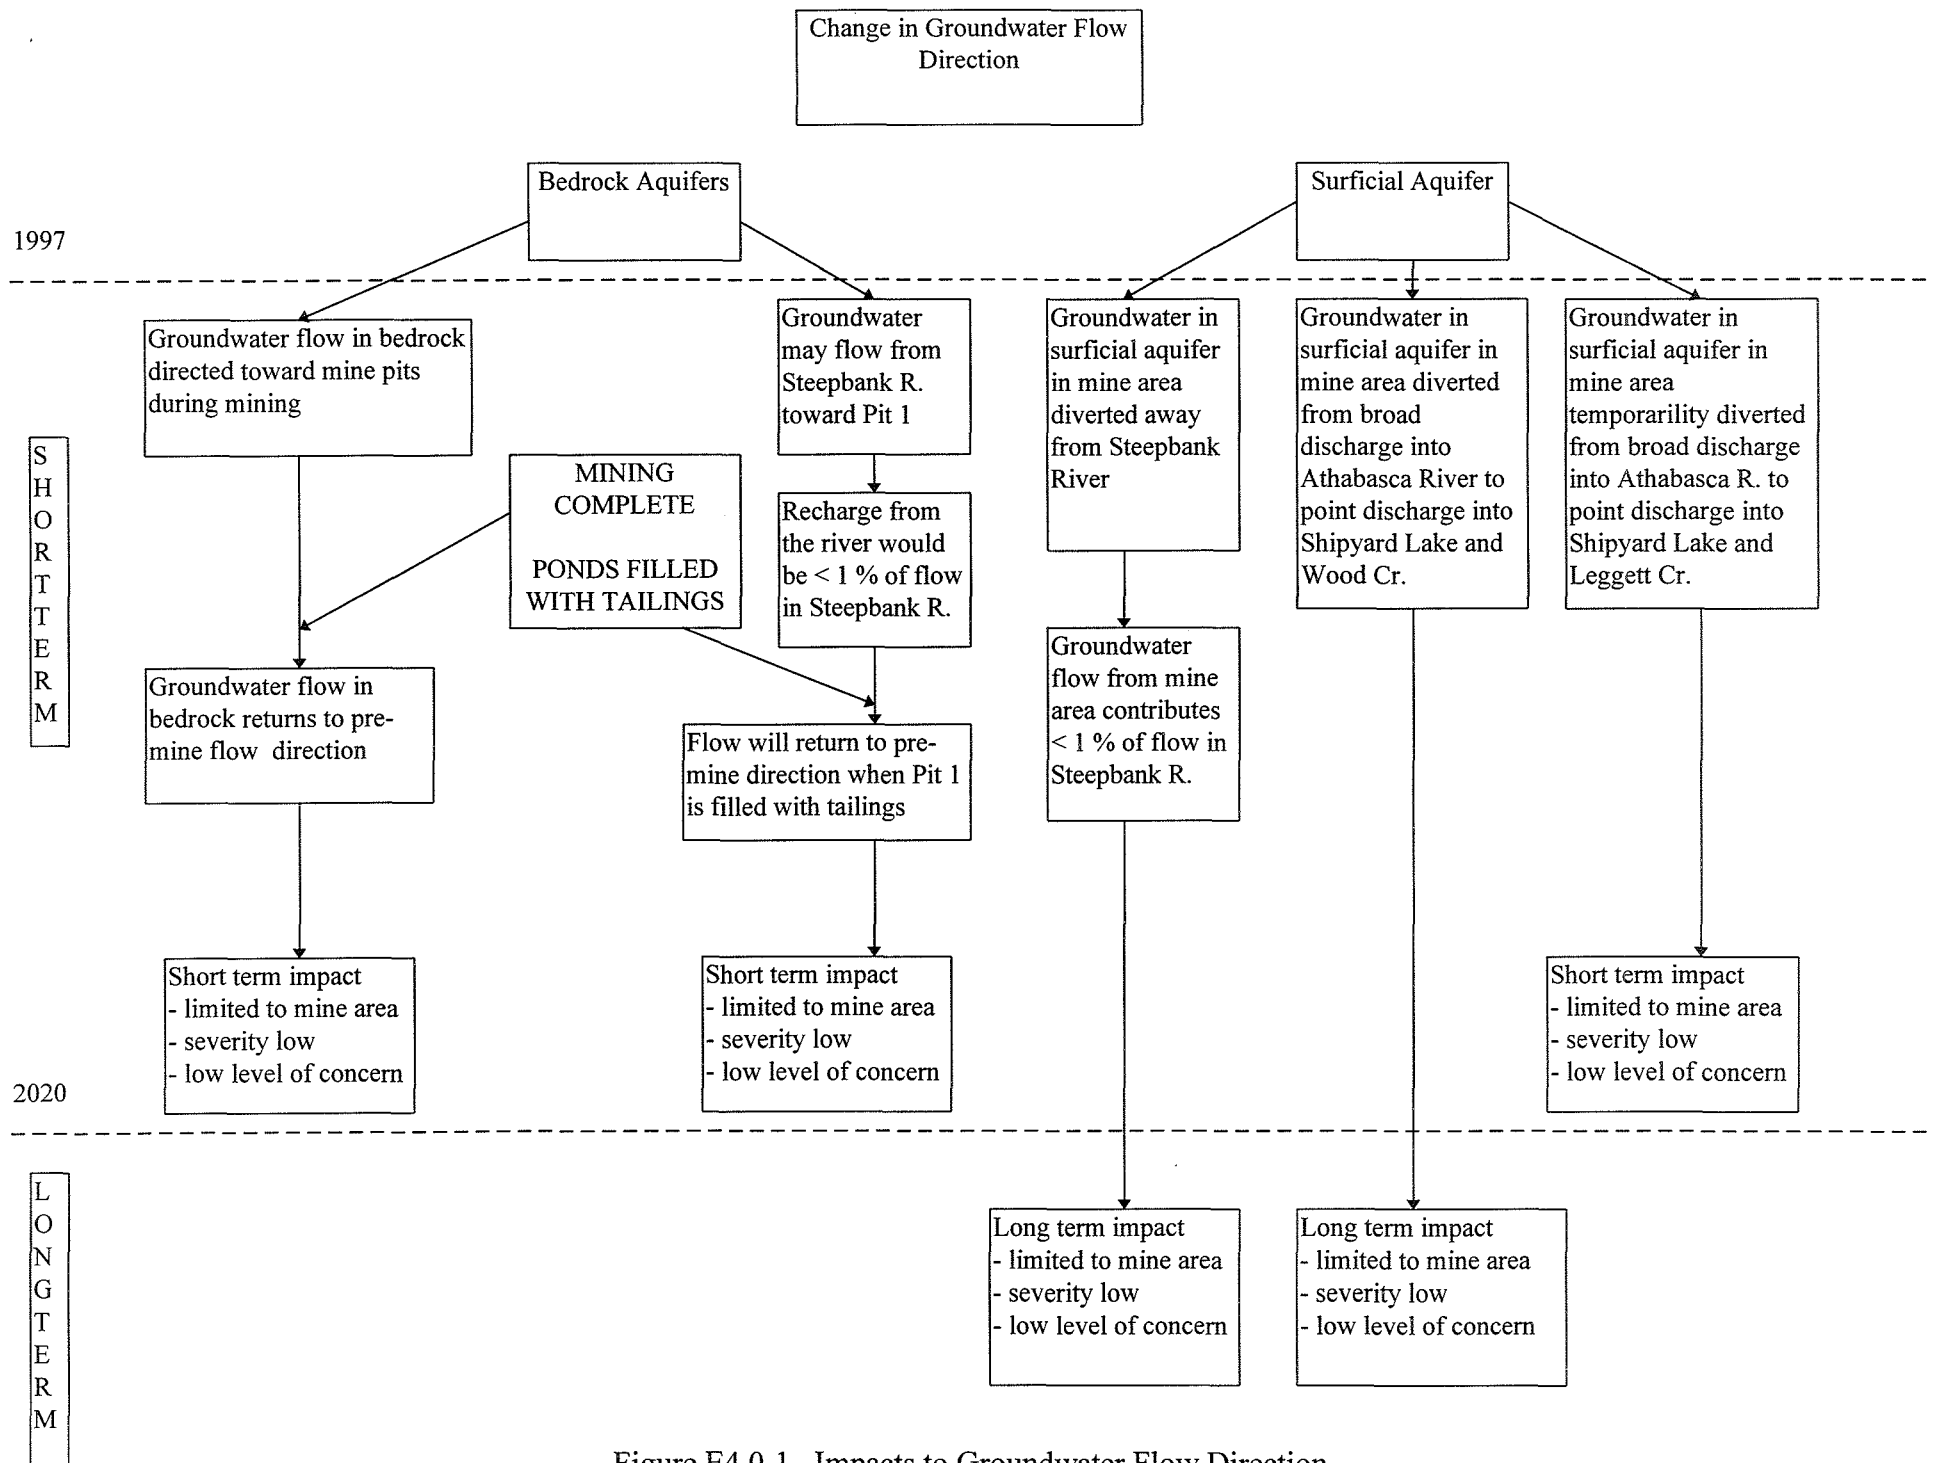 Change in Groundwater Flow
Direction
Bedrock Aquifers
Surficial Aquifer
1997
Groundwater flow in bedrock
directed toward mine pits
during mining
Groundwater
may flow from
Steepbank R.
toward Pit 1
Groundwater in
surficial aquifer
in mine area
diverted away
from Steepbank
River
Groundwater in
surficial aquifer in
mine area diverted
from broad
discharge into
Athabasca River to
point discharge into
Shipyard Lake and
Wood Cr.
Groundwater in
surficial aquifer in
mine area
temporarility diverted
from broad discharge
into Athabasca R. to
point discharge into
Shipyard Lake and
Leggett Cr.
S
H
O
R
T
T
E
R
M
MINING
COMPLETE
PONDS FILLED
WITH TAILINGS
Recharge from
the river would
be < 1 % of flow
in Steepbank R.
Groundwater
flow from mine
area contributes
< 1 % of flow in
Steepbank R.
Groundwater flow in
bedrock returns to pre-
mine flow direction
Flow will return to pre-
mine direction when Pit 1
is filled with tailings
Short term impact
- limited to mine area
- severity low
- low level of concern
Short term impact
- limited to mine area
- severity low
- low level of concern
Short term impact
- limited to mine area
- severity low
- low level of concern
2020
L
O
N
G
T
E
R
M
Long term impact
- limited to mine area
- severity low
- low level of concern
Long term impact
- limited to mine area
- severity low
- low level of concern
Figure E4.0-1 Impacts to Groundwater Flow Direction